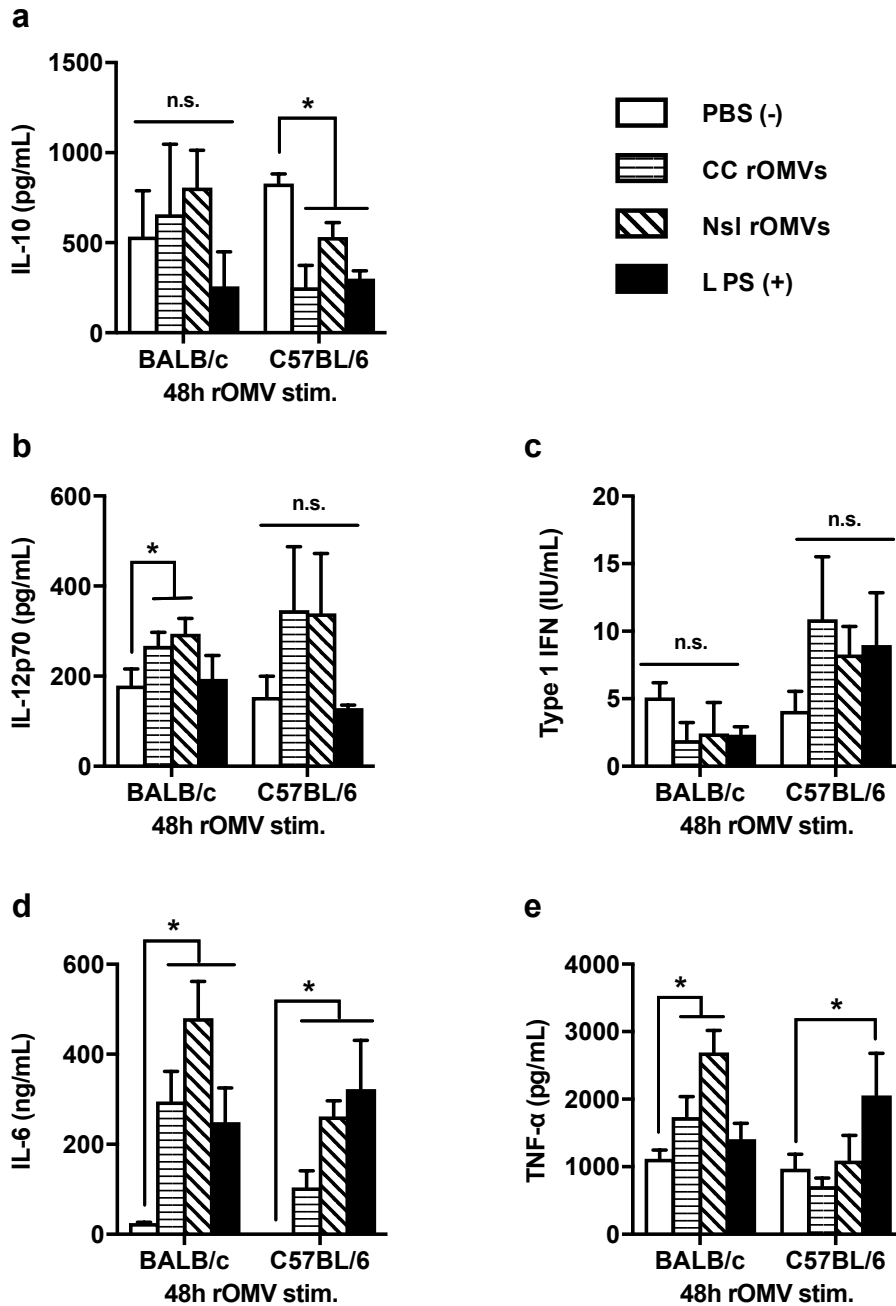 a
1500
1000
500
0
IL-10 (pg/mL)
n.s.
*
BALB/c C57BL/6
48h rOMV stim.
PBS (-)
CC rOMVs
Nsl rOMVs
LPS (+)
b
600
400
200
0
IL-12p70 (pg/mL)
*
n.s.
BALB/c C57BL/6
48h rOMV stim.
c
20
15
10
5
0
Type 1 IFN (IU/mL)
n.s.
n.s.
BALB/c C57BL/6
48h rOMV stim.
d
600
400
200
0
IL-6 (ng/mL)
*
*
BALB/c C57BL/6
48h rOMV stim.
e
4000
3000
2000
1000
0
TNF-α (pg/mL)
*
*
BALB/c C57BL/6
48h rOMV stim.